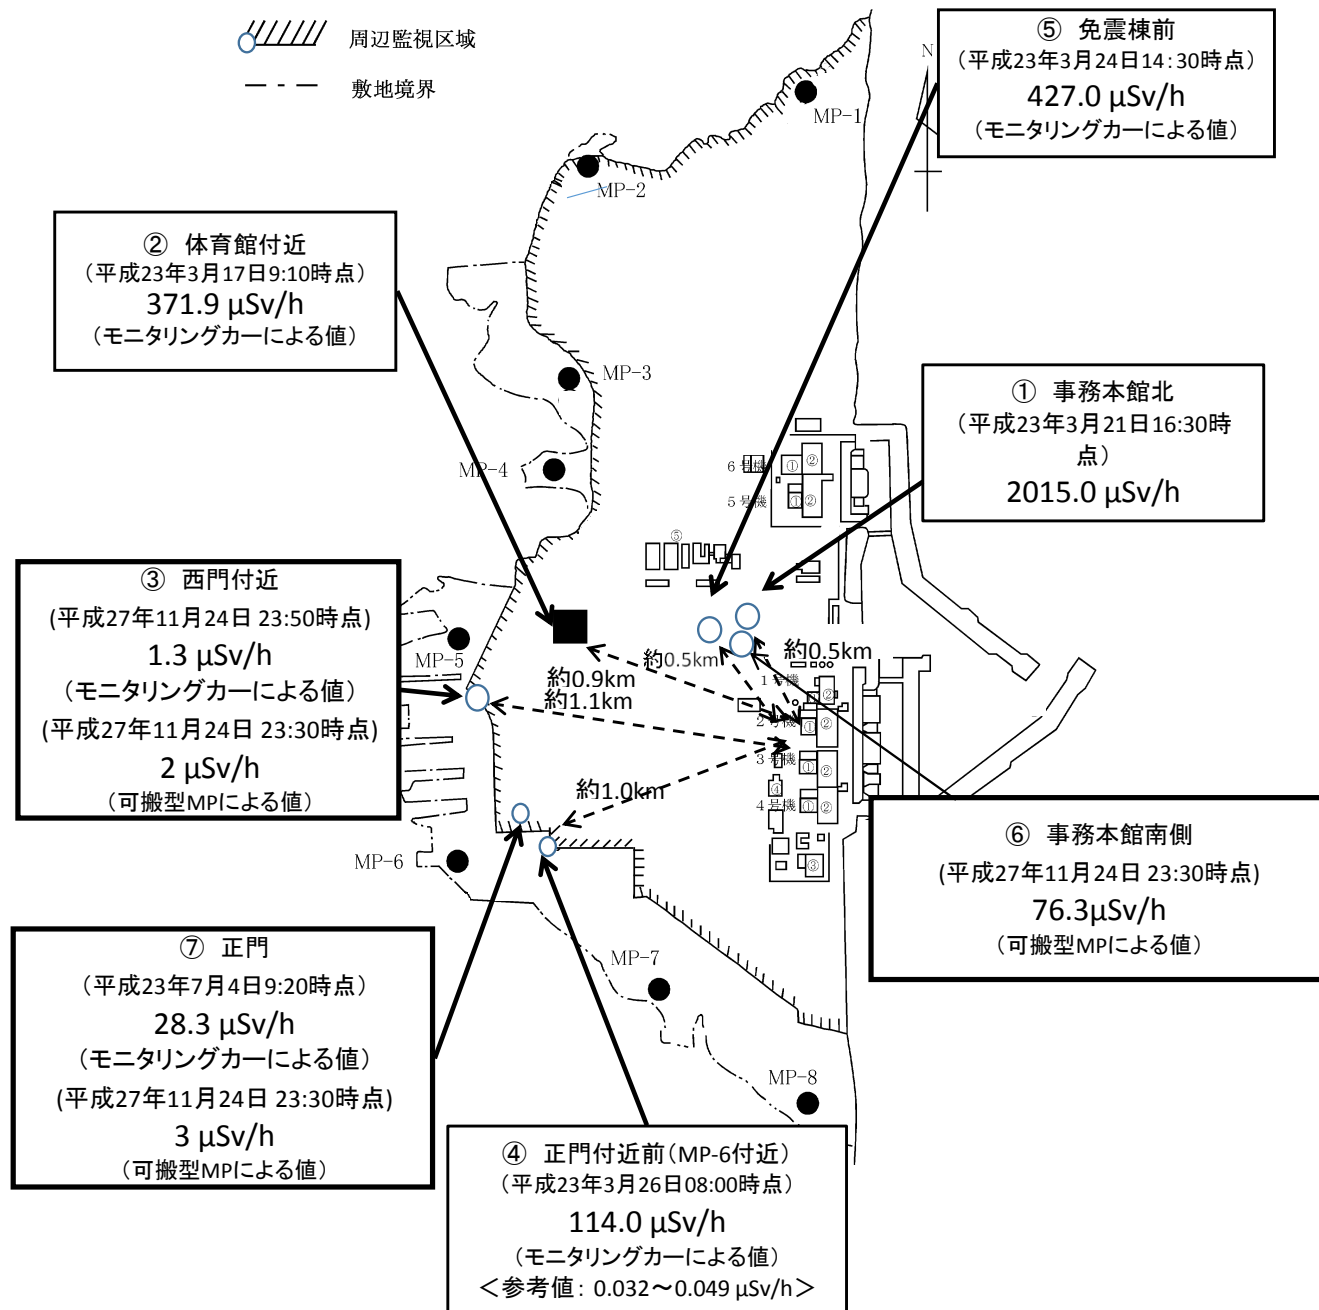 周辺監視区域
敷地境界
⑤ 免震棟前
(平成23年3月24日14:30時点)
427.0 µSv/h
(モニタリングカーによる値)
N
MP-1
MP-2
② 体育館付近
(平成23年3月17日9:10時点)
371.9 µSv/h
(モニタリングカーによる値)
MP-3
① 事務本館北
(平成23年3月21日16:30時
点)
2015.0 µSv/h
MP-4
6号機
① ②
5号機
① ②
⑤
③ 西門付近
(平成27年11月24日 23:50時点)
1.3 µSv/h
(モニタリングカーによる値)
(平成27年11月24日 23:30時点)
2 µSv/h
(可搬型MPによる値)
MP-5
約0.5km
約0.5km
約0.9km
約1.1km
1号機
②
2号機
① ②
3号機
① ②
④
4号機
① ②
③
約1.0km
MP-6
⑥ 事務本館南側
(平成27年11月24日 23:30時点)
76.3µSv/h
(可搬型MPによる値)
⑦ 正門
(平成23年7月4日9:20時点)
28.3 µSv/h
(モニタリングカーによる値)
(平成27年11月24日 23:30時点)
3 µSv/h
(可搬型MPによる値)
MP-7
MP-8
④ 正門付近前(MP-6付近)
(平成23年3月26日08:00時点)
114.0 µSv/h
(モニタリングカーによる値)
<参考値: 0.032～0.049 µSv/h>